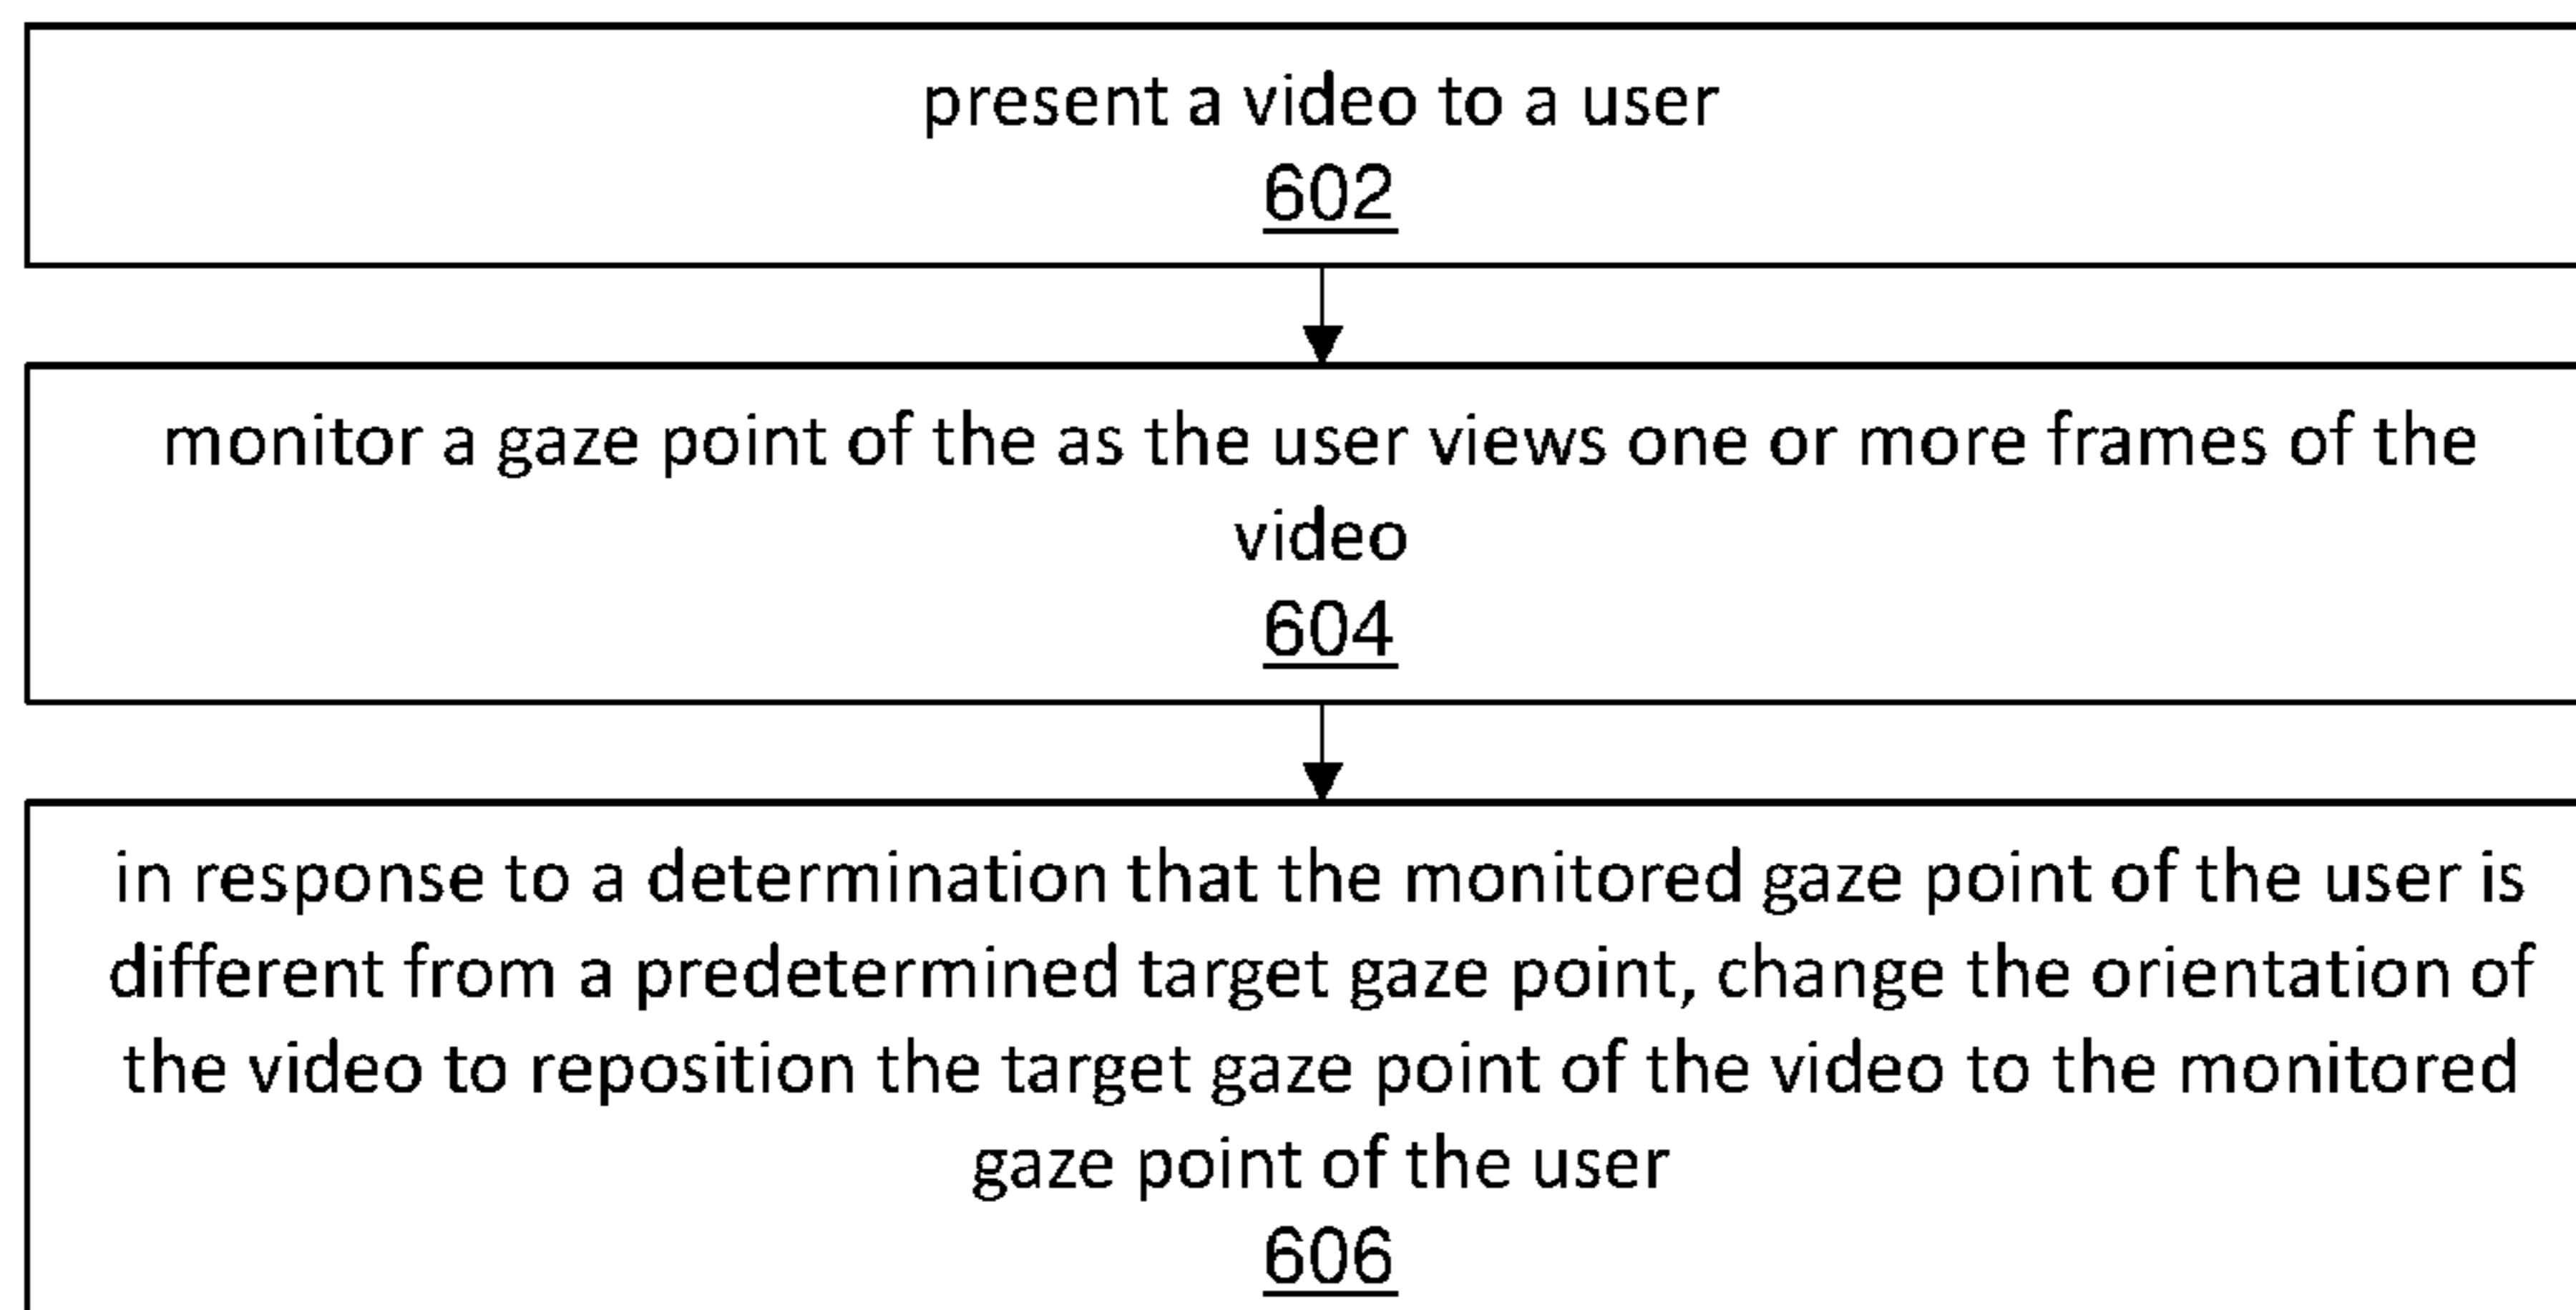 present a video to a user
602
monitor a gaze point of the as the user views one or more frames of the
video
604
in response to a determination that the monitored gaze point of the user is
different from a predetermined target gaze point, change the orientation of
the video to reposition the target gaze point of the video to the monitored
gaze point of the user
606